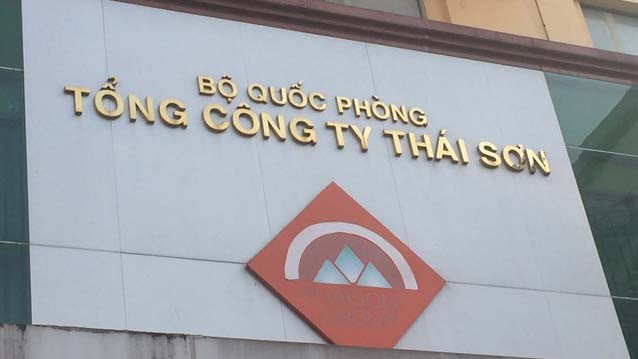 BỘ QUỐC PHÒNG
TỔNG CÔNG TY THÁI SƠN